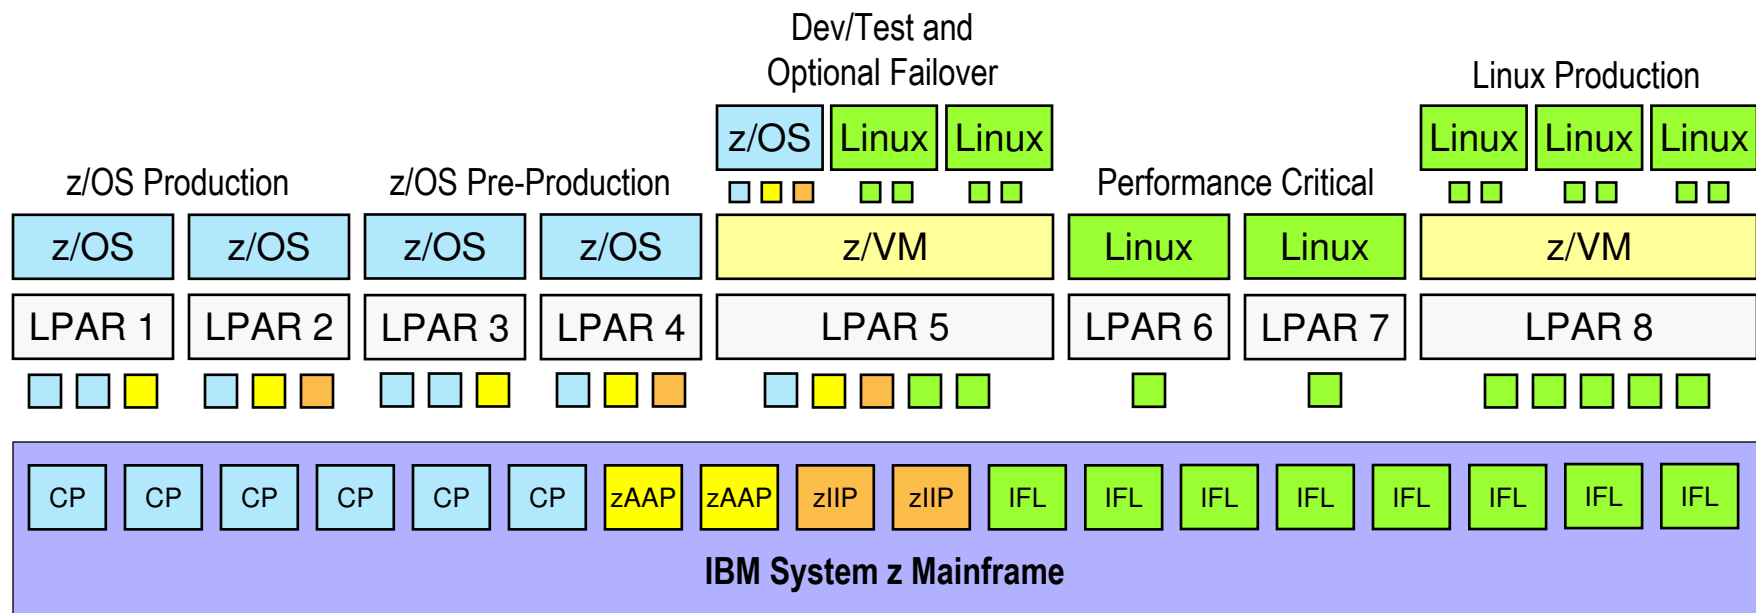 Dev/Test and
Optional Failover
Linux Production
z/OS Linux Linux
Linux Linux Linux
z/OS Production
z/OS Pre-Production
Performance Critical
z/OS z/OS z/OS z/OS z/VM Linux Linux z/VM
LPAR 1 LPAR 2 LPAR 3 LPAR 4 LPAR 5 LPAR 6 LPAR 7 LPAR 8
CP CP CP CP CP CP zAAP zAAP zIIP zIIP IFL IFL IFL IFL IFL IFL IFL IFL
IBM System z Mainframe